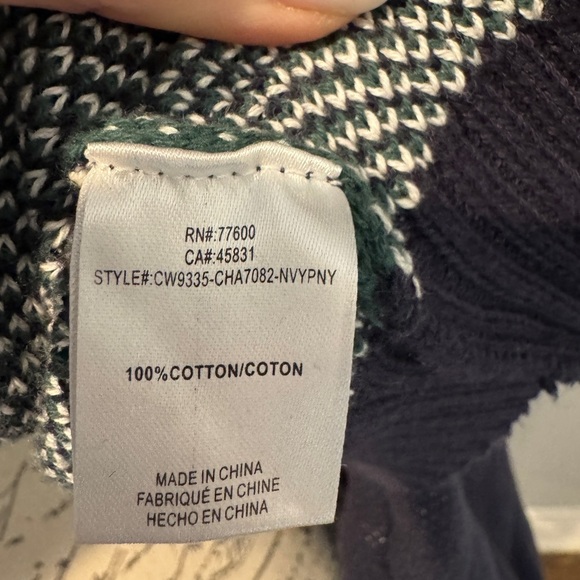 RN#:77600
CA#:45831
STYLE#:CW9335-CHA7082-NVYPNY
100%COTTON/COTON
MADE IN CHINA
FABRIQUÉ EN CHINE
HECHO EN CHINA